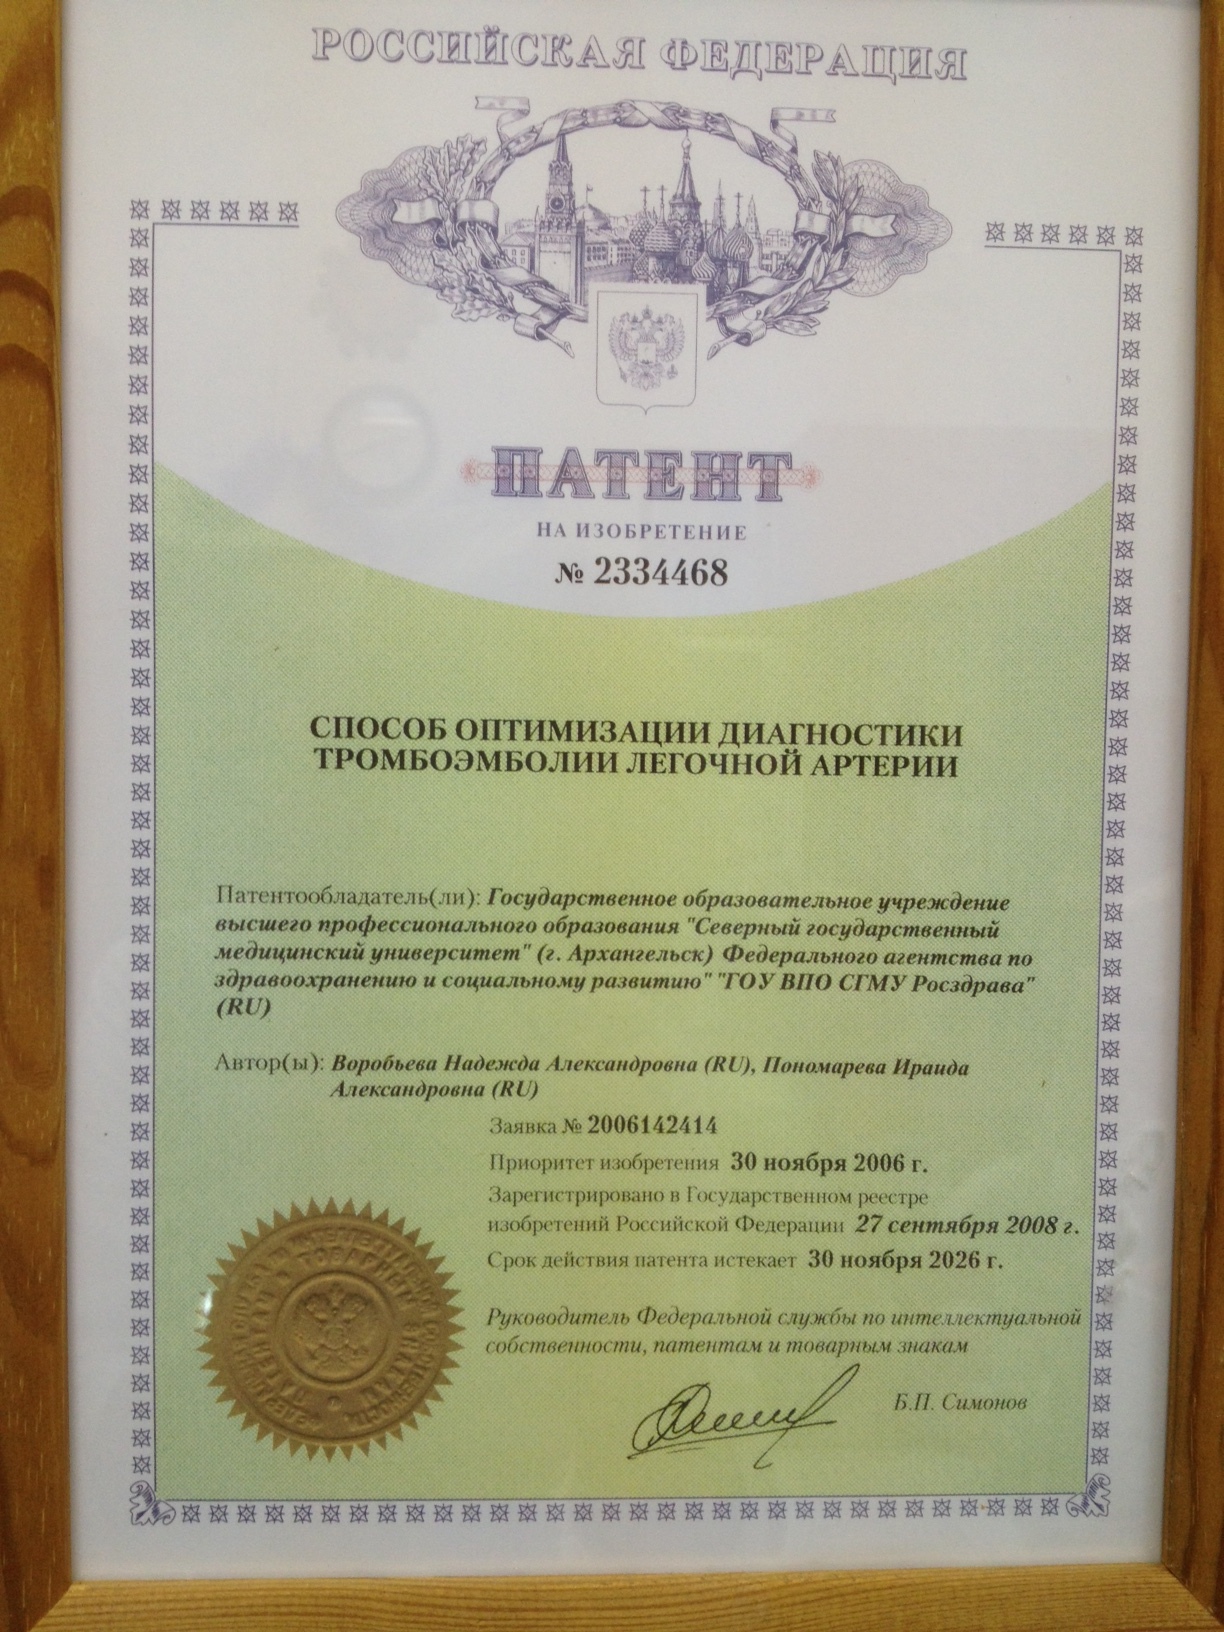 РОССИЙСКАЯ ФЕДЕРАЦИЯ
ПАТЕНТ
НА ИЗОБРЕТЕНИЕ
№ 2334468
СПОСОБ ОПТИМИЗАЦИИ ДИАГНОСТИКИ
ТРОМБОЭМБОЛИИ ЛЕГОЧНОЙ АРТЕРИИ
Патентообладатель(ли): Государственное образовательное учреждение
высшего профессионального образования "Северный государственный
медицинский университет" (г. Архангельск) Федерального агентства по
здравоохранению и социальному развитию" "ГОУ ВПО СГМУ Росздрава"
(RU)
Автор(ы): Воробьева Надежда Александровна (RU), Пономарева Ираида
Александровна (RU)
Заявка № 2006142414
Приоритет изобретения 30 ноября 2006 г.
Зарегистрировано в Государственном реестре
изобретений Российской Федерации 27 сентября 2008 г.
Срок действия патента истекает 30 ноября 2026 г.
Руководитель Федеральной службы по интеллектуальной
собственности, патентам и товарным знакам
Б.П. Симонов